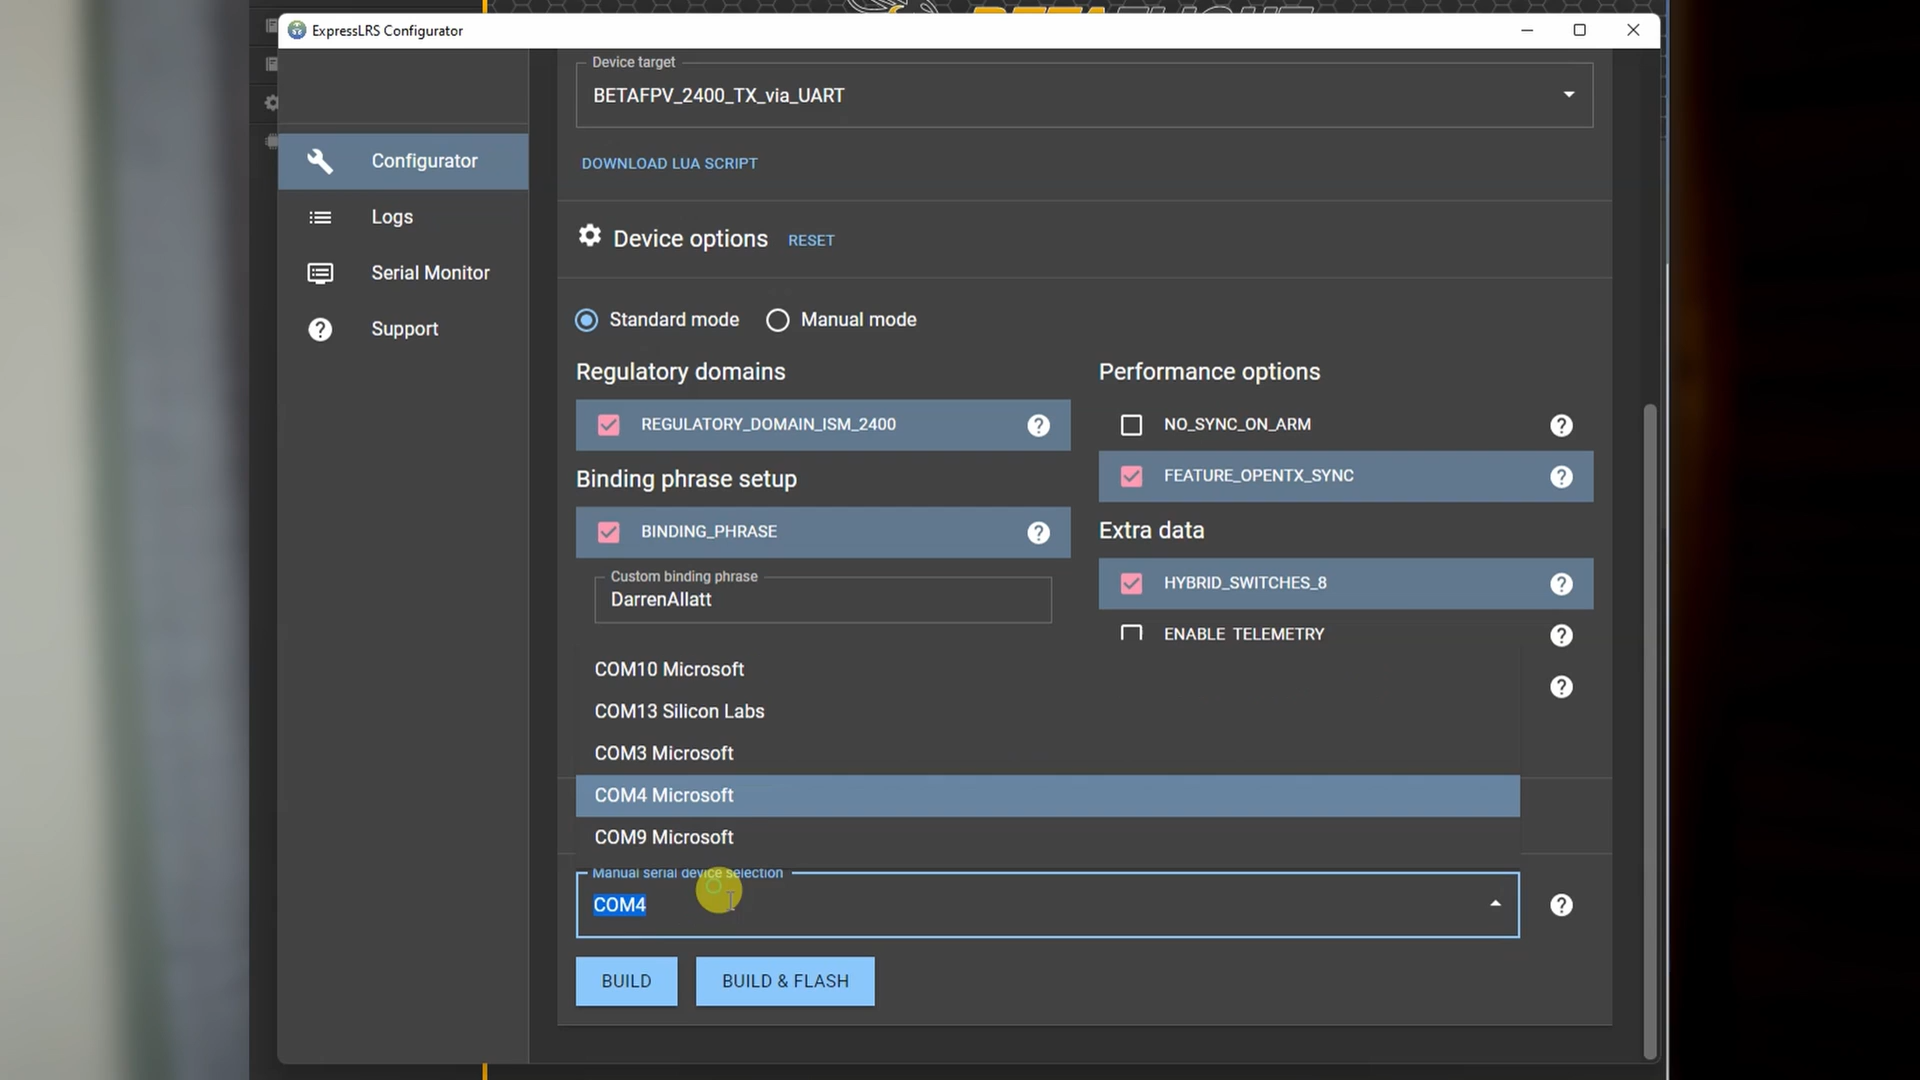 ExpressLRS Configurator
Device target
BETAFPV_2400_TX_via_UART
DOWNLOAD LUA SCRIPT
Configurator
Logs
Serial Monitor
Support
Device options RESET
Standard mode Manual mode
Regulatory domains
REGULATORY_DOMAIN_ISM_2400
Binding phrase setup
BINDING_PHRASE
Custom binding phrase
DarrenAllatt
Performance options
NO_SYNC_ON_ARM
FEATURE_OPENTX_SYNC
Extra data
HYBRID_SWITCHES_8
ENABLE TELEMETRY
COM10 Microsoft
COM13 Silicon Labs
COM3 Microsoft
COM4 Microsoft
COM9 Microsoft
Manual serial device selection
COM4
BUILD
BUILD & FLASH